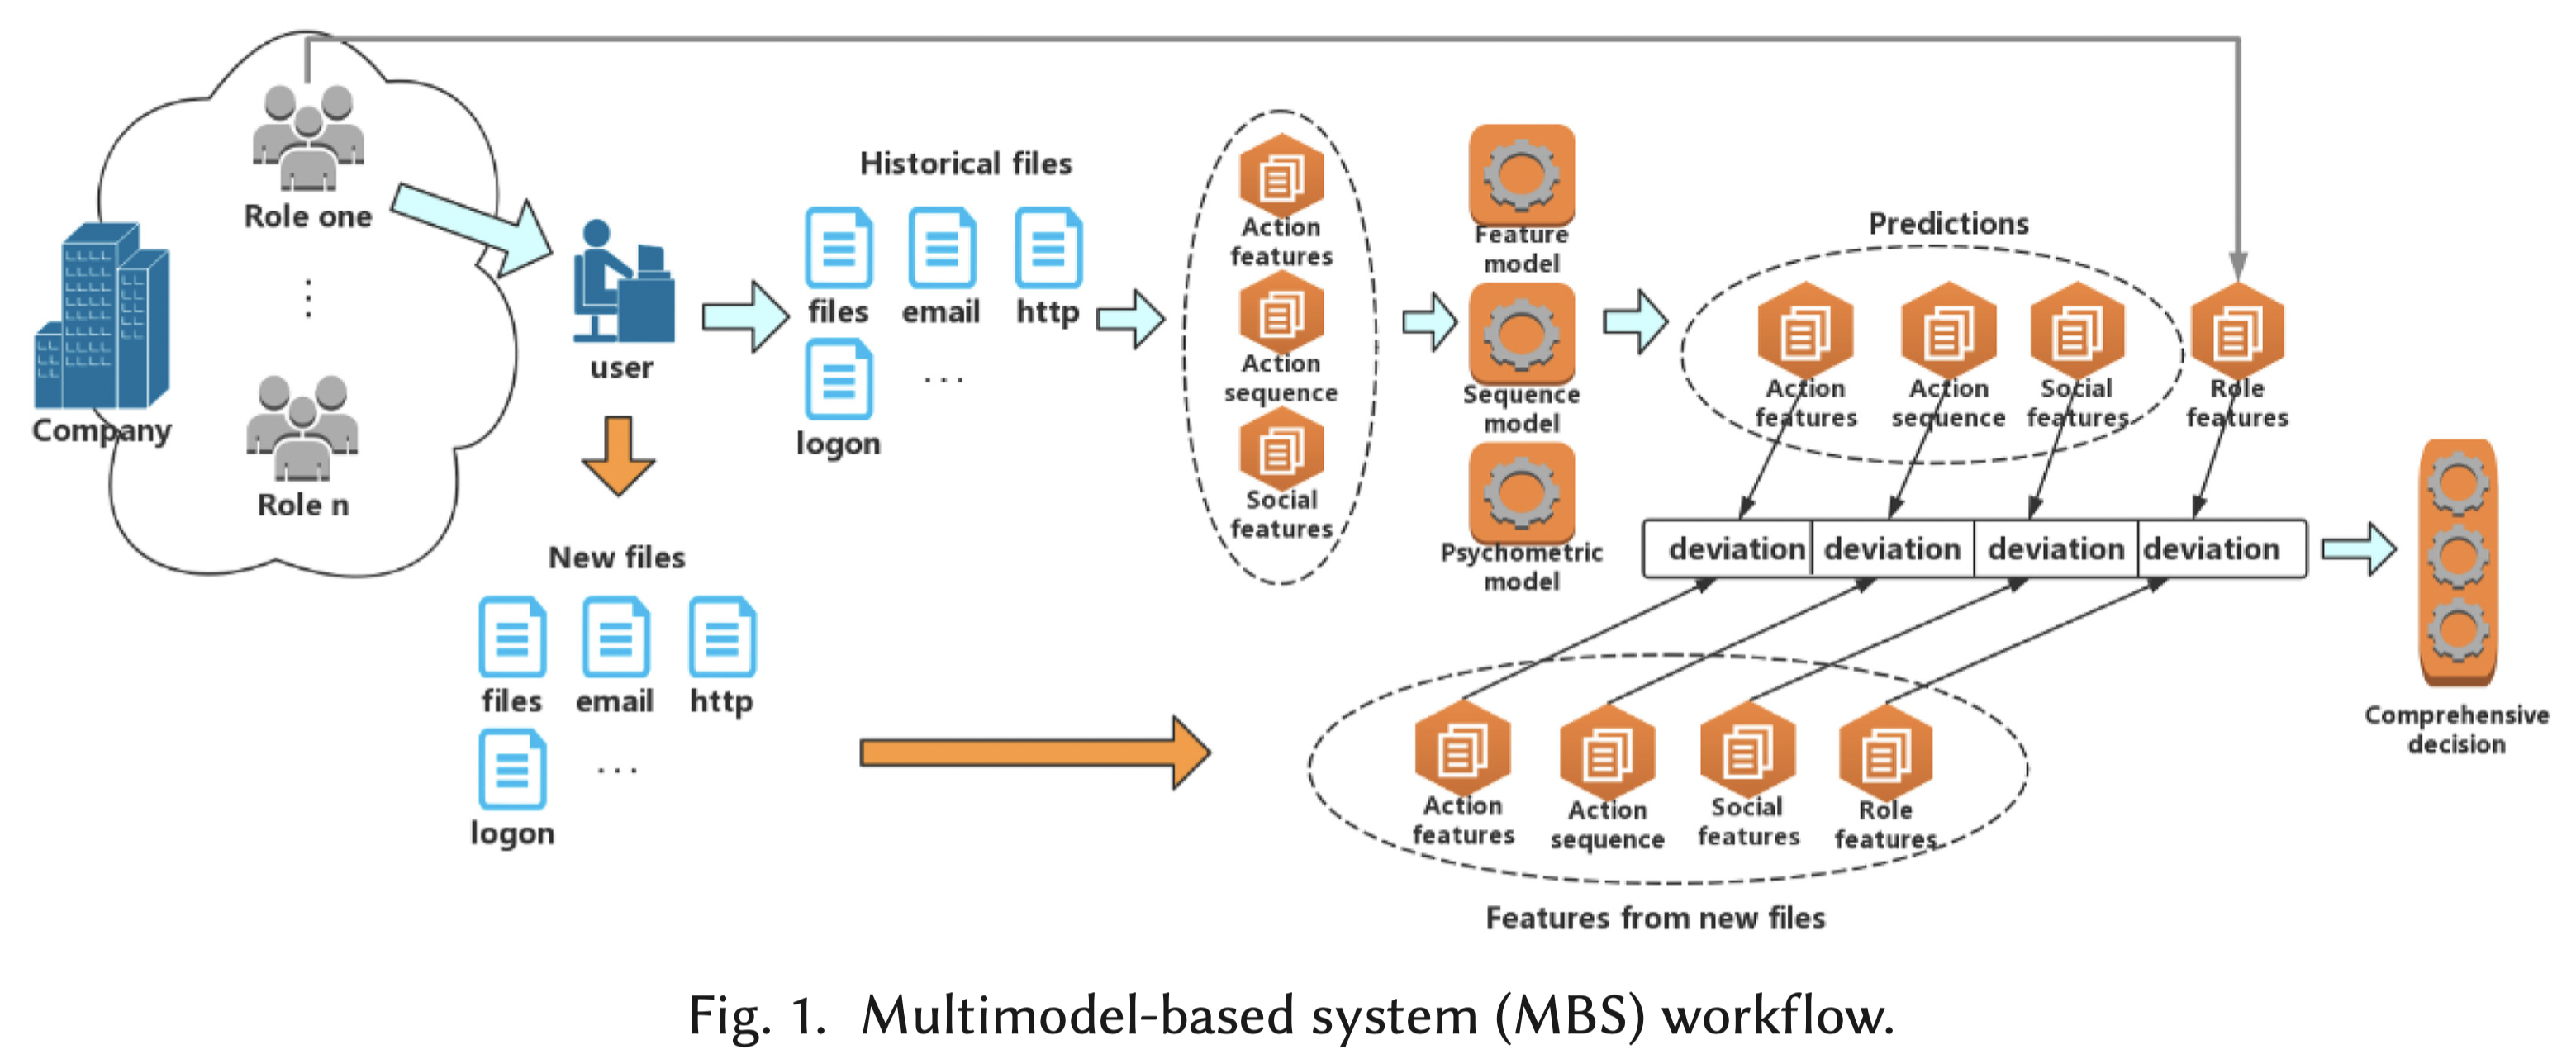 Role one
⋮
Role n
Company
user
Historical files
files email http
logon ...
New files
files email http
logon ...
Action
features
Action
sequence
Social
features
Feature
model
Sequence
model
Psychometric
model
Predictions
Action
features
Action
sequence
Social
features
Role
features
deviation deviation deviation deviation
Comprehensive
decision
Action
features
Action
sequence
Social
features
Role
features
Features from new files
Fig. 1. Multimodel-based system (MBS) workflow.